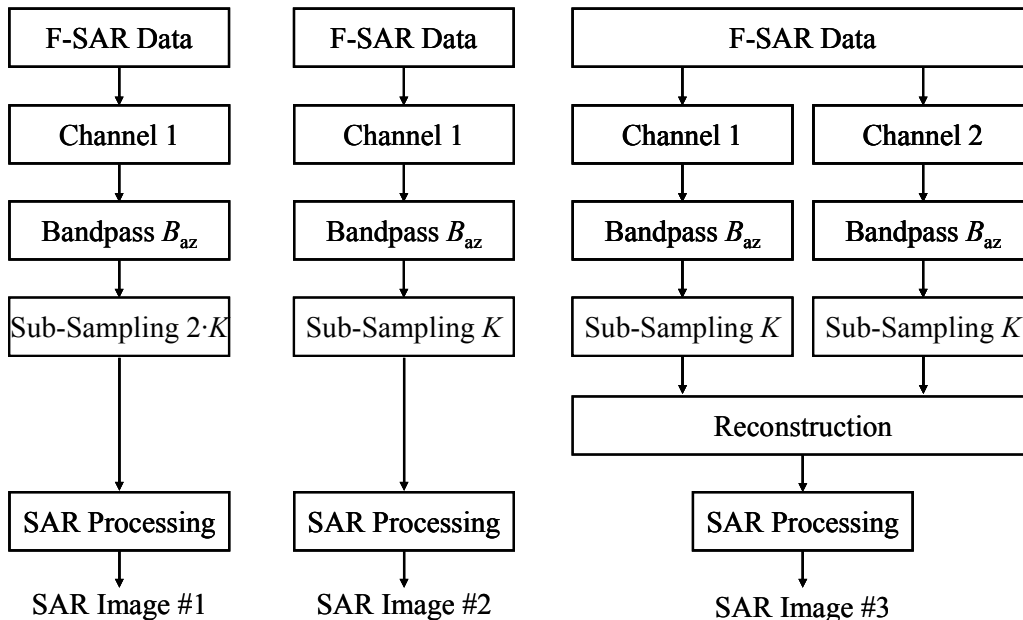 F-SAR Data
Channel 1
Bandpass B_az
Sub-Sampling 2·K
SAR Processing
SAR Image #1
F-SAR Data
Channel 1
Bandpass B_az
Sub-Sampling K
SAR Processing
SAR Image #2
F-SAR Data
Channel 1
Channel 2
Bandpass B_az
Bandpass B_az
Sub-Sampling K
Sub-Sampling K
Reconstruction
SAR Processing
SAR Image #3